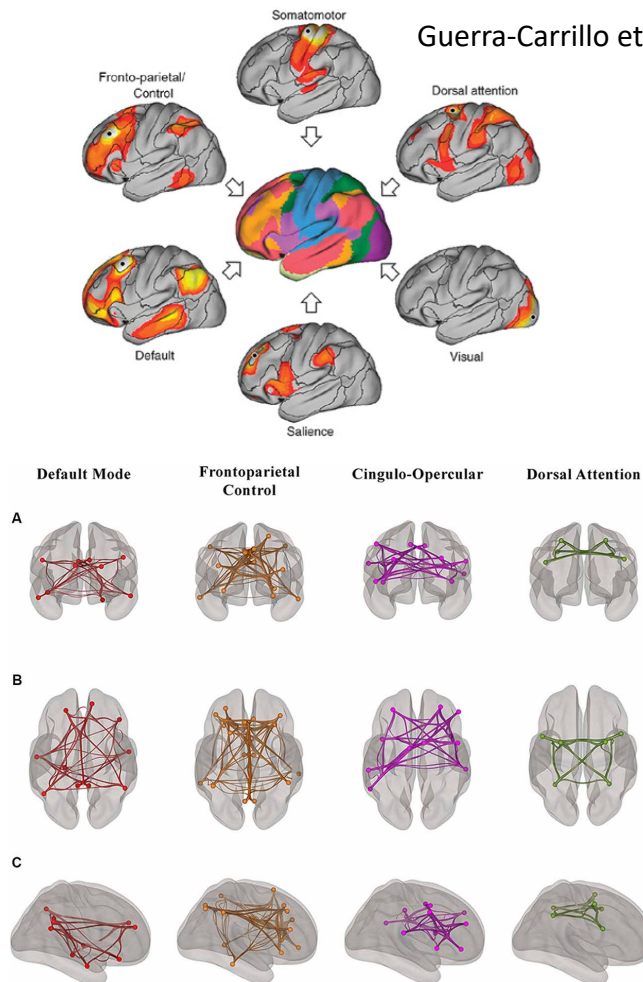 Somatomotor
Guerra-Carrillo et
Fronto-parietal/
Control
Dorsal attention
Default
Visual
Salience
Default Mode
Frontoparietal
Control
Cingulo-Opercular
Dorsal Attention
A
B
C